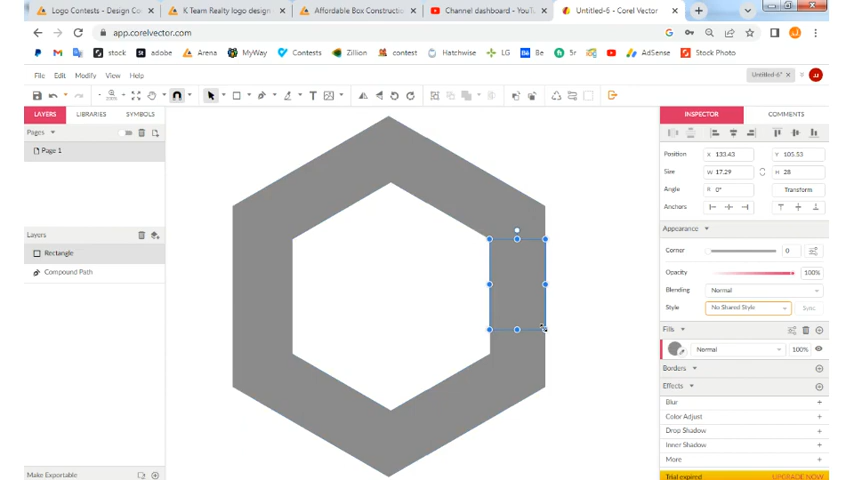 Logo Contests - Design Co
K Team Realty logo design
Affordable Box Constructio
Channel dashboard - YouTu
Untitled-6 - Corel Vector
app.corelvector.com
stock
adobe
Arena
MyWay
Contests
Zillion
contest
Hatchwise
LG
Be
5r
AdSense
Stock Photo
File Edit Modify View Help
Untitled-6*
LAYERS LIBRARIES SYMBOLS
INSPECTOR COMMENTS
Pages
Page 1
Position X 133.43 Y 105.53
Size W 17.29 H 28
Angle R 0° Transform
Anchors
Layers
Appearance
Rectangle
Corner 0
Compound Path
Opacity 100%
Blending Normal
Style No Shared Style Sync
Fills
Normal 100%
Borders
Effects
Blur
Color Adjust
Drop Shadow
Inner Shadow
More
Make Exportable
Trial expired UPGRADE NOW